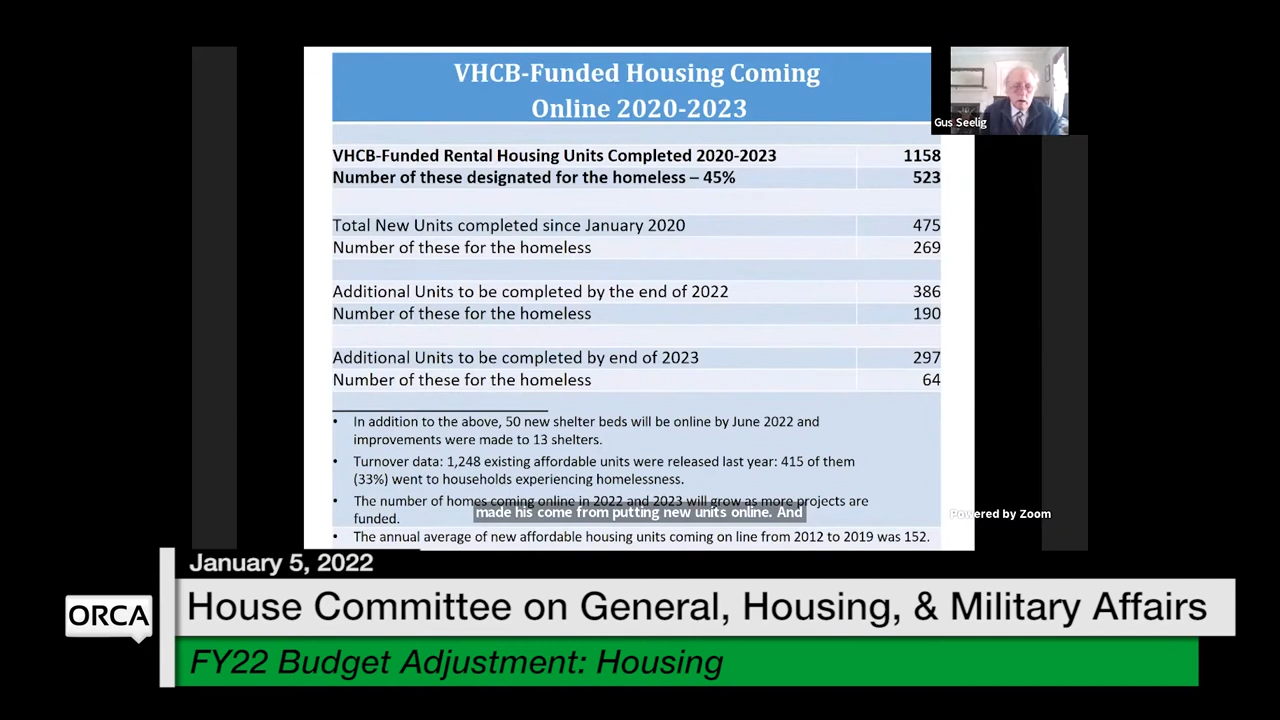 VHCB-Funded Housing Coming
Online 2020-2023
Gus Seelig
VHCB-Funded Rental Housing Units Completed 2020-2023 1158
Number of these designated for the homeless – 45% 523
Total New Units completed since January 2020 475
Number of these for the homeless 269
Additional Units to be completed by the end of 2022 386
Number of these for the homeless 190
Additional Units to be completed by end of 2023 297
Number of these for the homeless 64
• In addition to the above, 50 new shelter beds will be online by June 2022 and
improvements were made to 13 shelters.
• Turnover data: 1,248 existing affordable units were released last year: 415 of them
(33%) went to households experiencing homelessness.
• The number of homes coming online in 2022 and 2023 will grow as more projects are
funded.
made his come from putting new units online. And
Powered by Zoom
• The annual average of new affordable housing units coming on line from 2012 to 2019 was 152.
January 5, 2022
ORCA
House Committee on General, Housing, & Military Affairs
FY22 Budget Adjustment: Housing